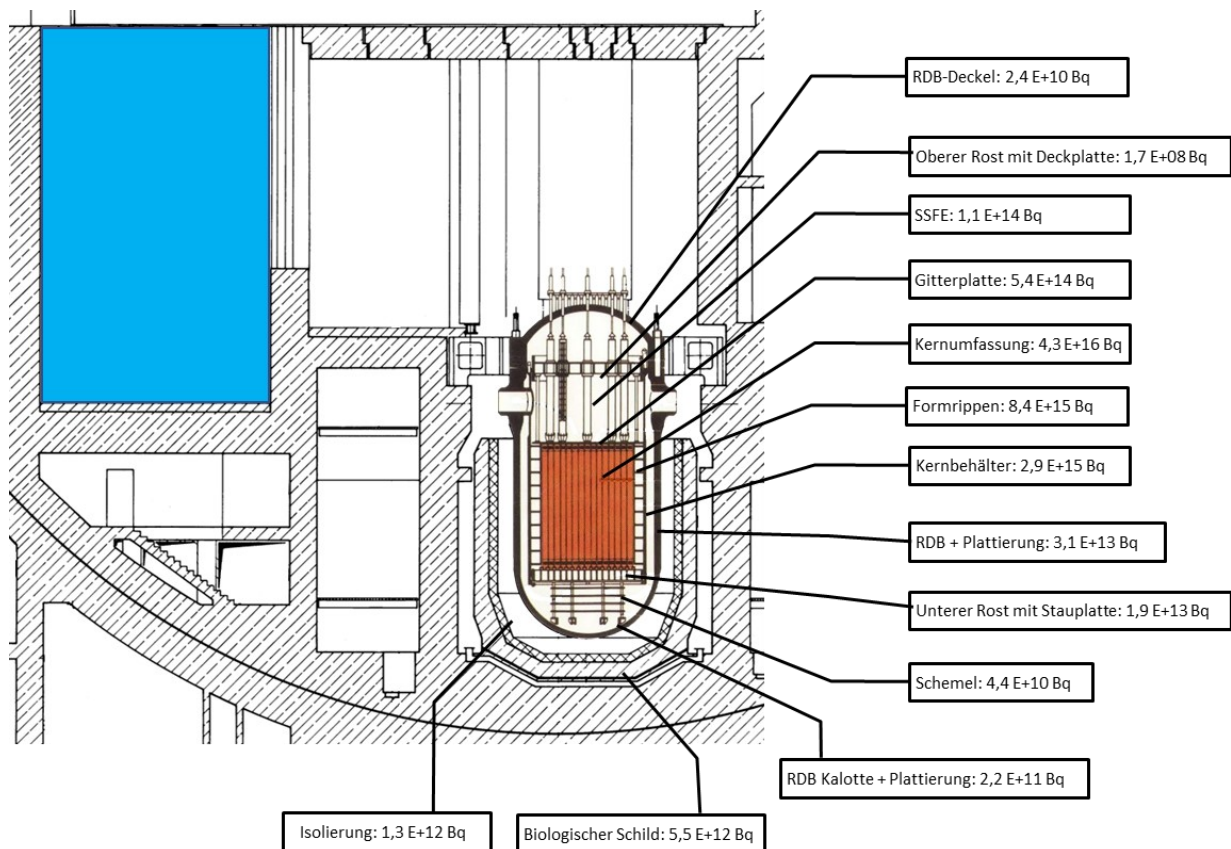 RDB-Deckel: 2,4 E+10 Bq
Oberer Rost mit Deckplatte: 1,7 E+08 Bq
SSFE: 1,1 E+14 Bq
Gitterplatte: 5,4 E+14 Bq
Kernumfassung: 4,3 E+16 Bq
Formrippen: 8,4 E+15 Bq
Kernbehälter: 2,9 E+15 Bq
RDB + Plattierung: 3,1 E+13 Bq
Unterer Rost mit Stauplatte: 1,9 E+13 Bq
Schemel: 4,4 E+10 Bq
RDB Kalotte + Plattierung: 2,2 E+11 Bq
Isolierung: 1,3 E+12 Bq
Biologischer Schild: 5,5 E+12 Bq